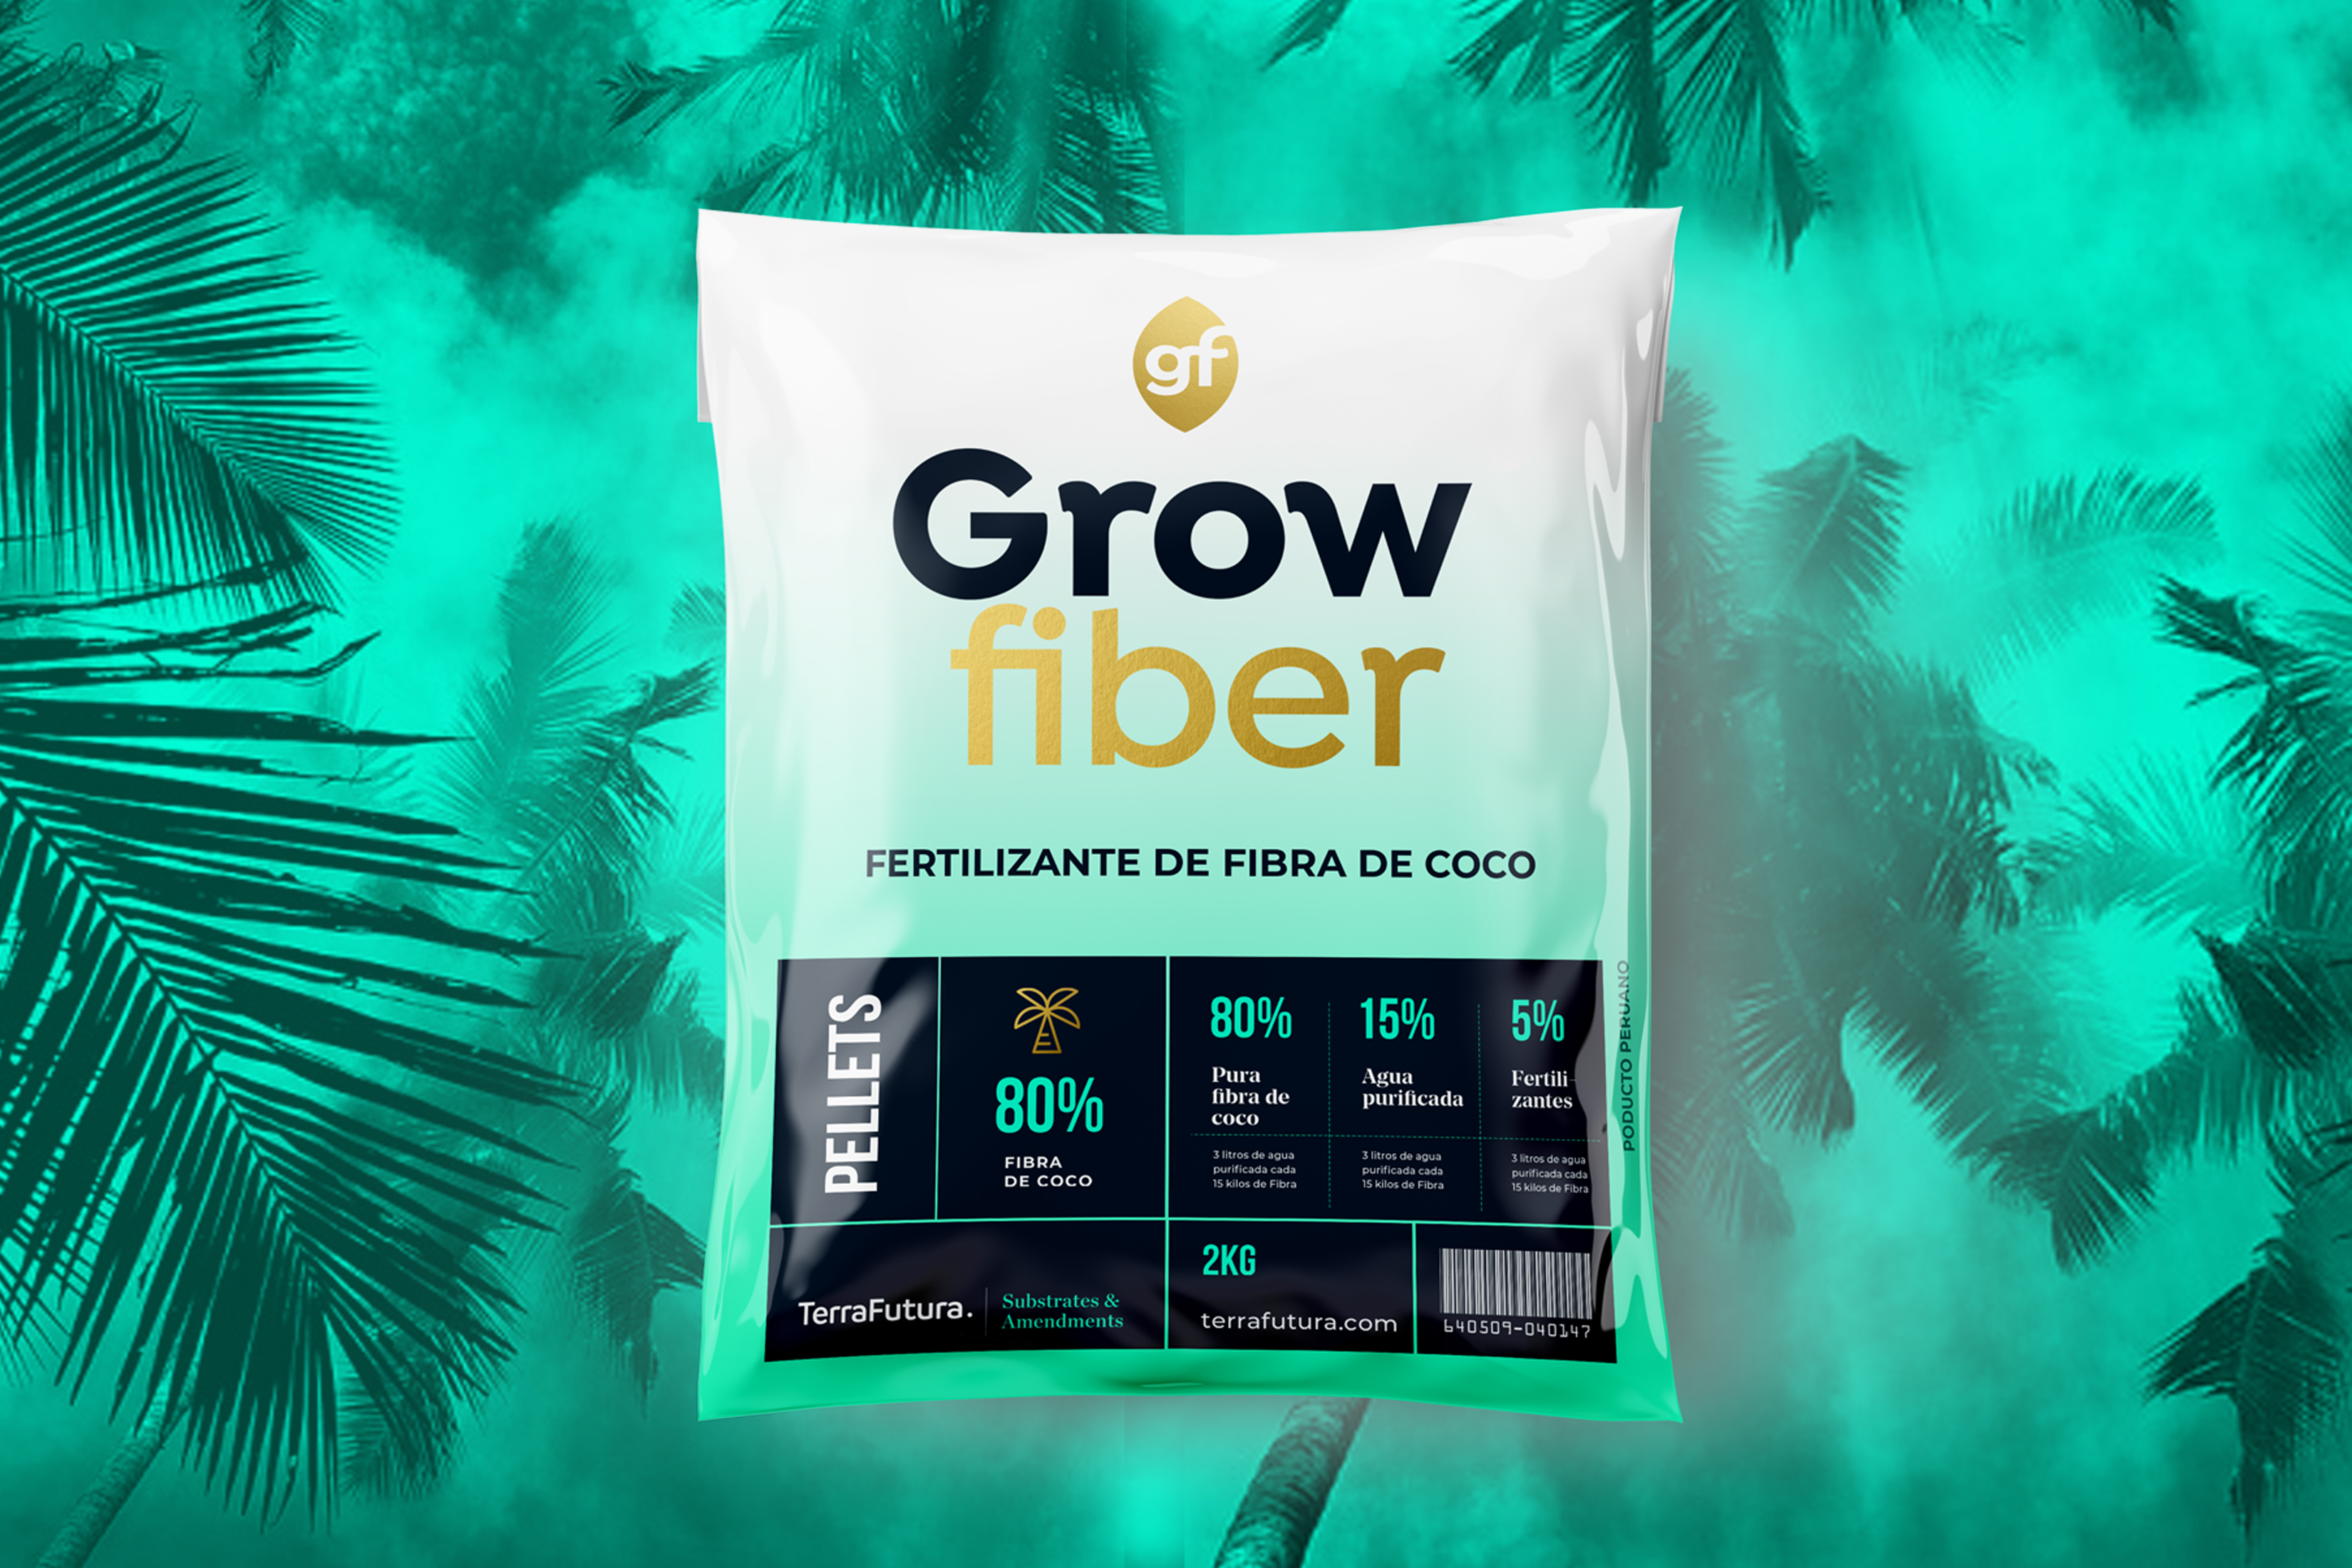 gf
Grow
fiber
FERTILIZANTE DE FIBRA DE COCO
PELLETS
80%
FIBRA
DE COCO
80%
Pura
fibra de
coco
3 litros de agua
purificada cada
15 kilos de Fibra
15%
Agua
purificada
3 litros de agua
purificada cada
15 kilos de Fibra
5%
Fertili-
zantes
3 litros de agua
purificada cada
15 kilos de Fibra
PODUCTO PERUANO
TerraFutura.
Substrates &
Amendments
2KG
terrafutura.com
640509-040147